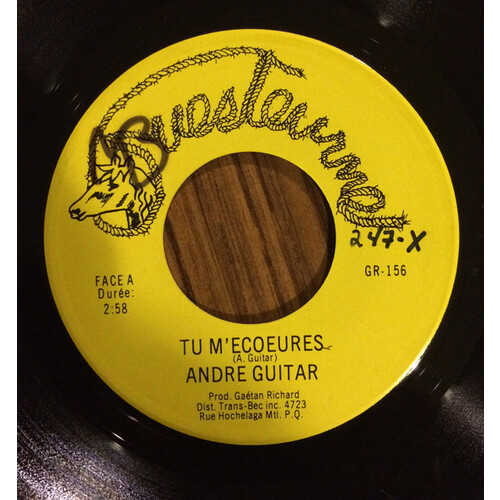 Ouesteurne
247-X
GR-156
FACE A
Durée:
2:58
TU M'ECOEURES
(A. Guitar)
ANDRE GUITAR
Prod. Gaétan Richard
Dist. Trans-Bec inc. 4723
Rue Hochelaga Mtl. P.Q.